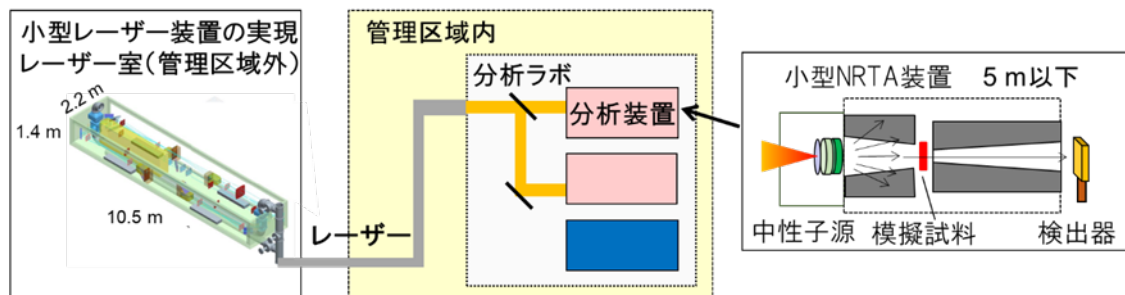 小型レーザー装置の実現
レーザー室(管理区域外)
2.2 m
1.4 m
10.5 m
レーザー
管理区域内
分析ラボ
分析装置
小型NRTA装置 5 m以下
中性子源
模擬試料
検出器